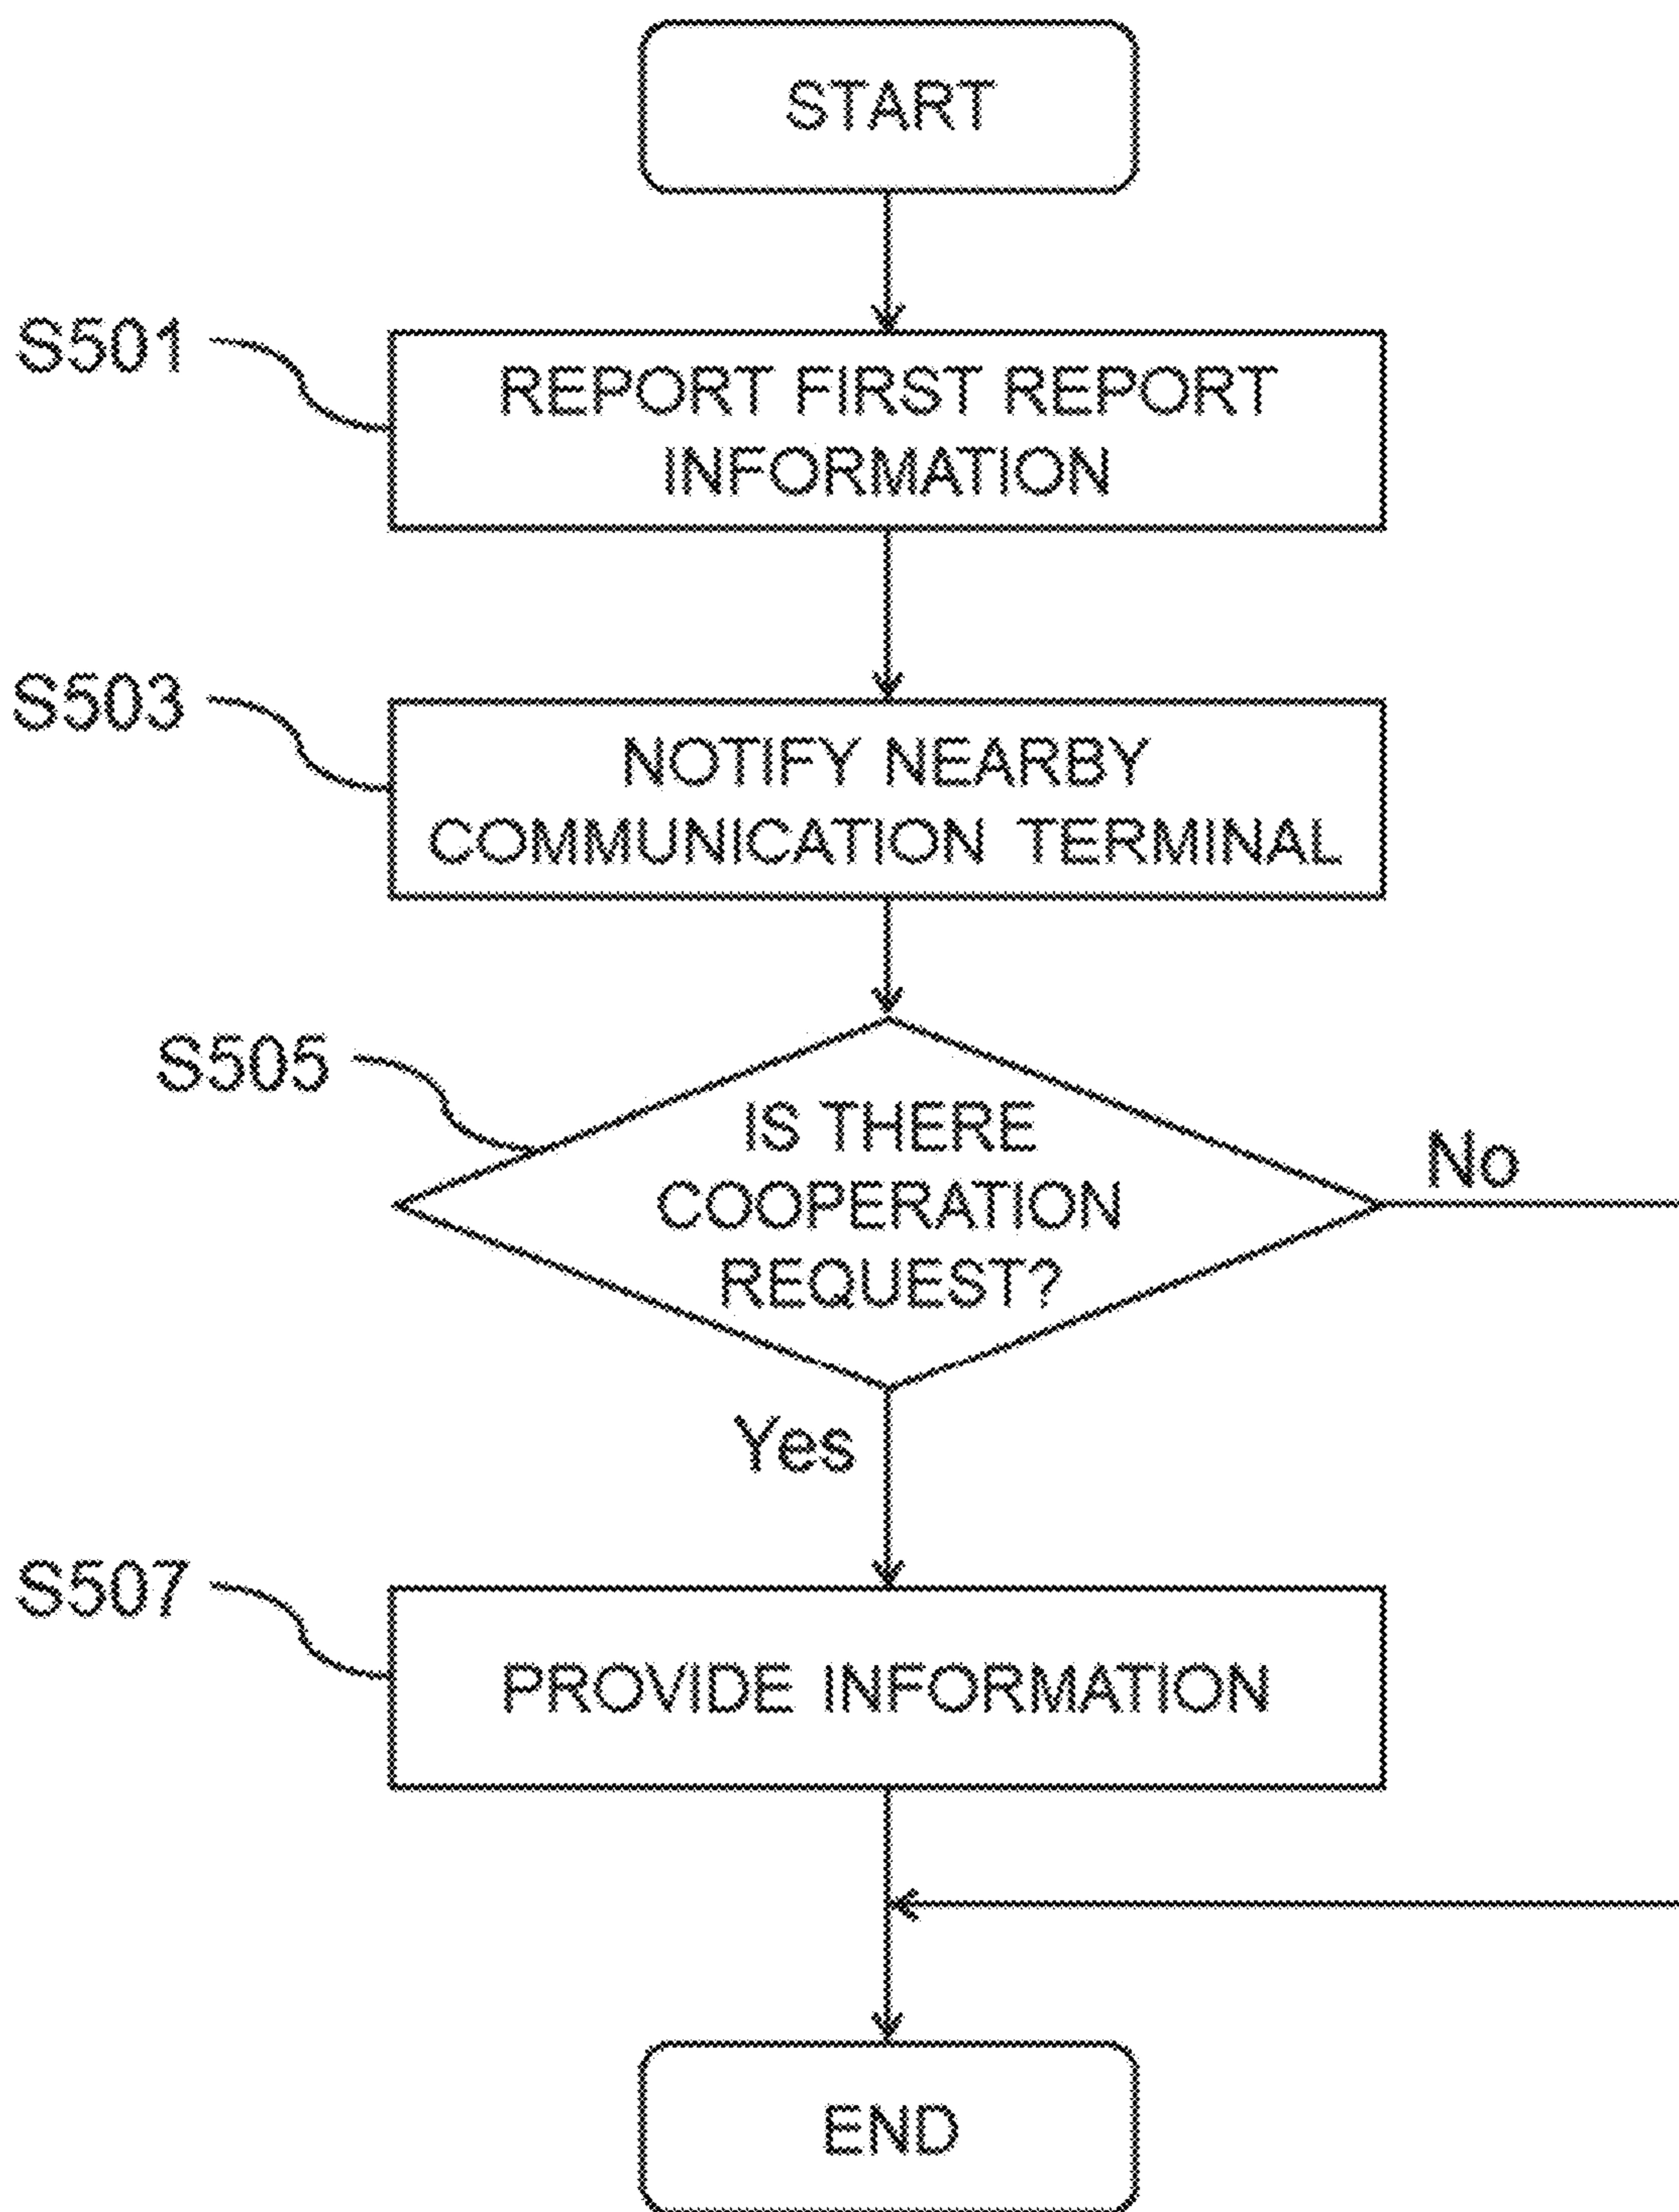 START
S501
REPORT FIRST REPORT
INFORMATION
S503
NOTIFY NEARBY
COMMUNICATION TERMINAL
S505
IS THERE
COOPERATION
REQUEST?
No
Yes
S507
PROVIDE INFORMATION
END